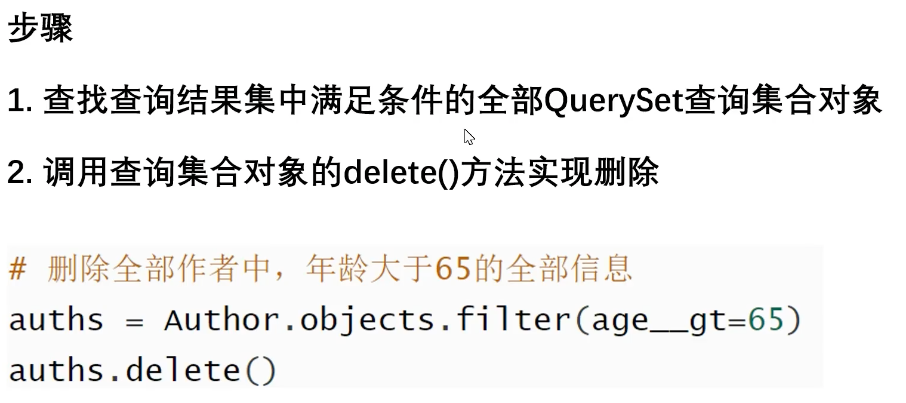 步骤
1. 查找查询结果集中满足条件的全部QuerySet查询集合对象
2. 调用查询集合对象的delete()方法实现删除
# 删除全部作者中，年龄大于65的全部信息
auths = Author.objects.filter(age__gt=65)
auths.delete()